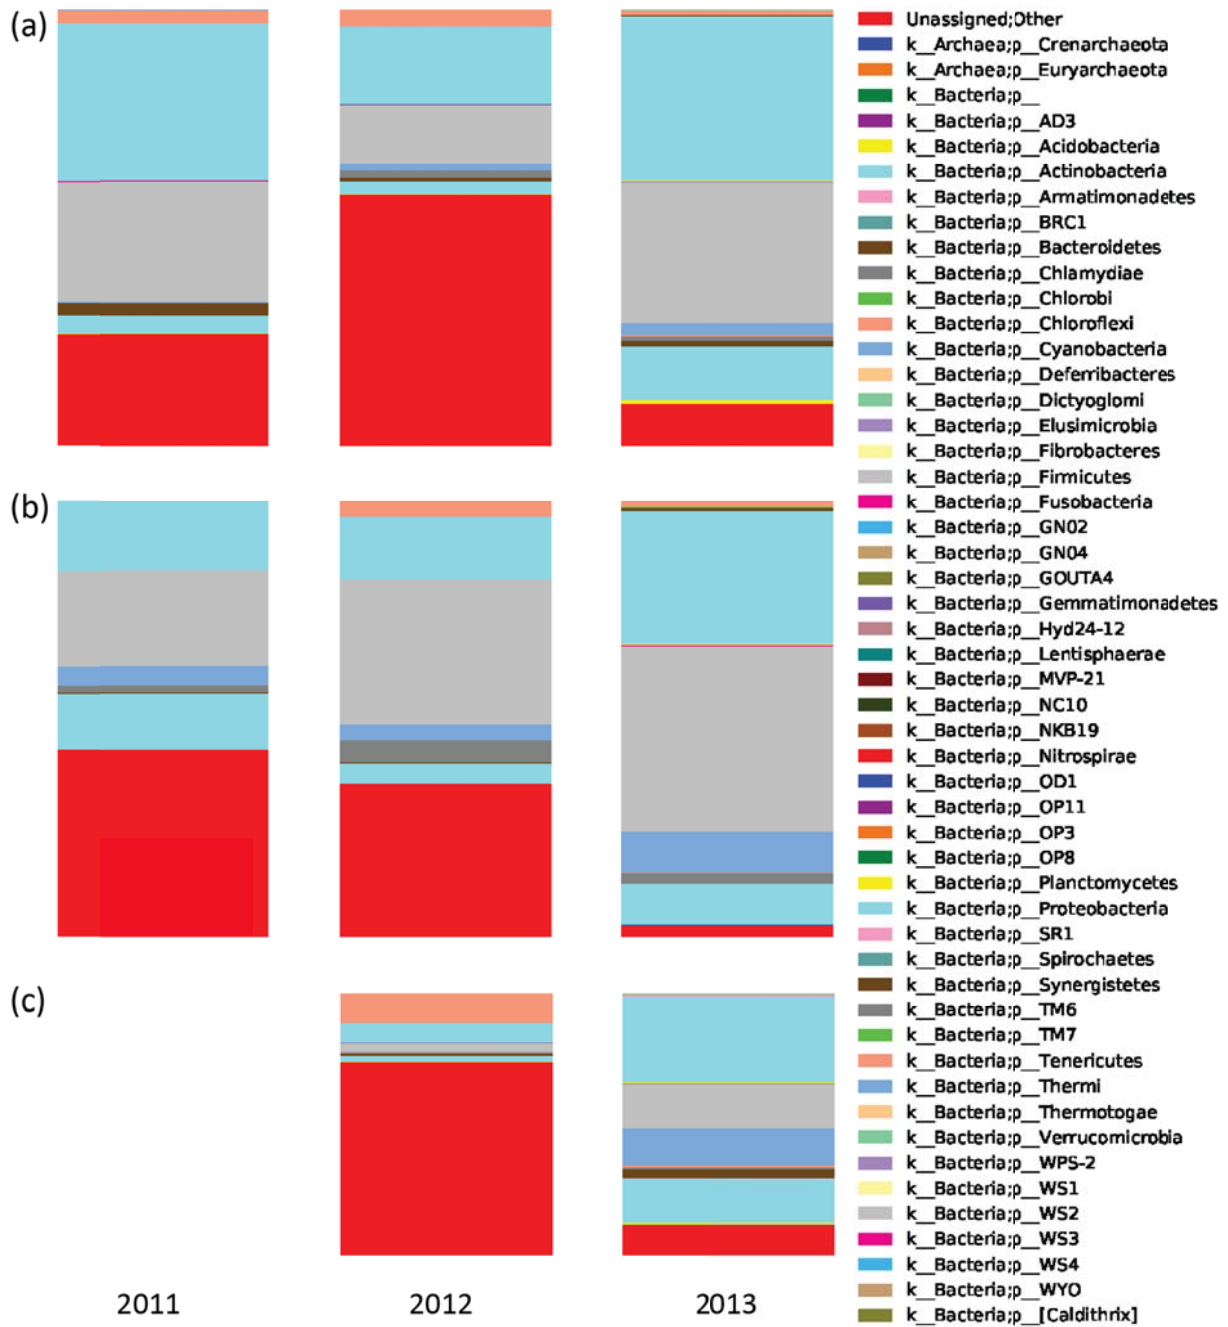 (a)
(b)
(c)
2011
2012
2013
Unassigned;Other
k__Archaea;p__Crenarchaeota
k__Archaea;p__Euryarchaeota
k__Bacteria;p__
k__Bacteria;p__AD3
k__Bacteria;p__Acidobacteria
k__Bacteria;p__Actinobacteria
k__Bacteria;p__Armatimonadetes
k__Bacteria;p__BRC1
k__Bacteria;p__Bacteroidetes
k__Bacteria;p__Chlamydiae
k__Bacteria;p__Chlorobi
k__Bacteria;p__Chloroflexi
k__Bacteria;p__Cyanobacteria
k__Bacteria;p__Deferribacteres
k__Bacteria;p__Dictyoglomi
k__Bacteria;p__Elusimicrobia
k__Bacteria;p__Fibrobacteres
k__Bacteria;p__Firmicutes
k__Bacteria;p__Fusobacteria
k__Bacteria;p__GN02
k__Bacteria;p__GN04
k__Bacteria;p__GOUTA4
k__Bacteria;p__Gemmatimonadetes
k__Bacteria;p__Hyd24-12
k__Bacteria;p__Lentisphaerae
k__Bacteria;p__MVP-21
k__Bacteria;p__NC10
k__Bacteria;p__NKB19
k__Bacteria;p__Nitrospirae
k__Bacteria;p__OD1
k__Bacteria;p__OP11
k__Bacteria;p__OP3
k__Bacteria;p__OP8
k__Bacteria;p__Planctomycetes
k__Bacteria;p__Proteobacteria
k__Bacteria;p__SR1
k__Bacteria;p__Spirochaetes
k__Bacteria;p__Synergistetes
k__Bacteria;p__TM6
k__Bacteria;p__TM7
k__Bacteria;p__Tenericutes
k__Bacteria;p__Thermi
k__Bacteria;p__Thermotogae
k__Bacteria;p__Verrucomicrobia
k__Bacteria;p__WPS-2
k__Bacteria;p__WS1
k__Bacteria;p__WS2
k__Bacteria;p__WS3
k__Bacteria;p__WS4
k__Bacteria;p__WYO
k__Bacteria;p__[Caldithrix]